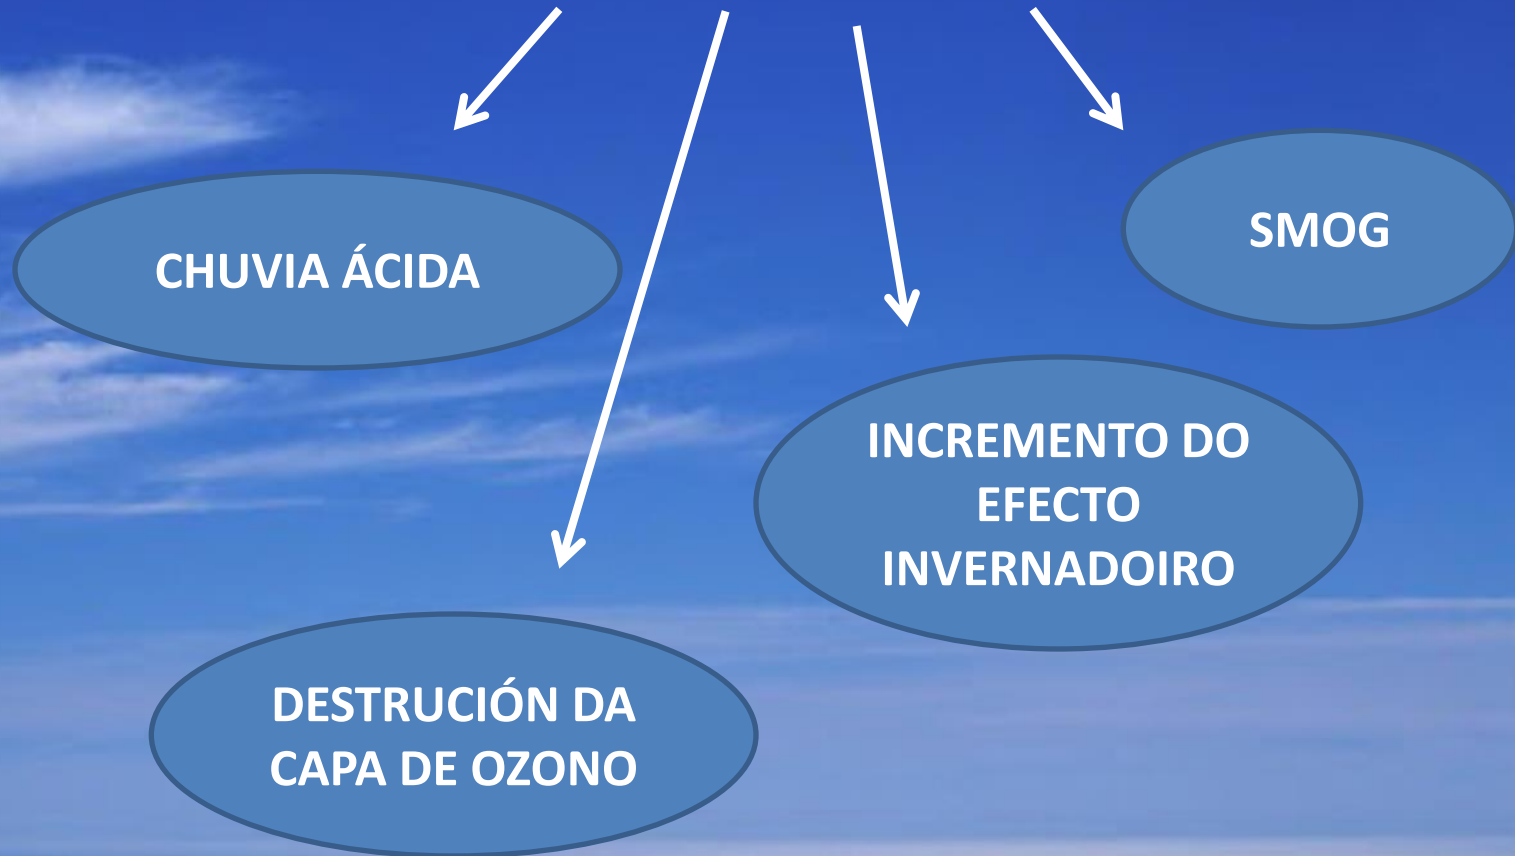 CHUVIA ÁCIDA
SMOG
INCREMENTO DO
EFECTO
INVERNADOIRO
DESTRUCIÓN DA
CAPA DE OZONO